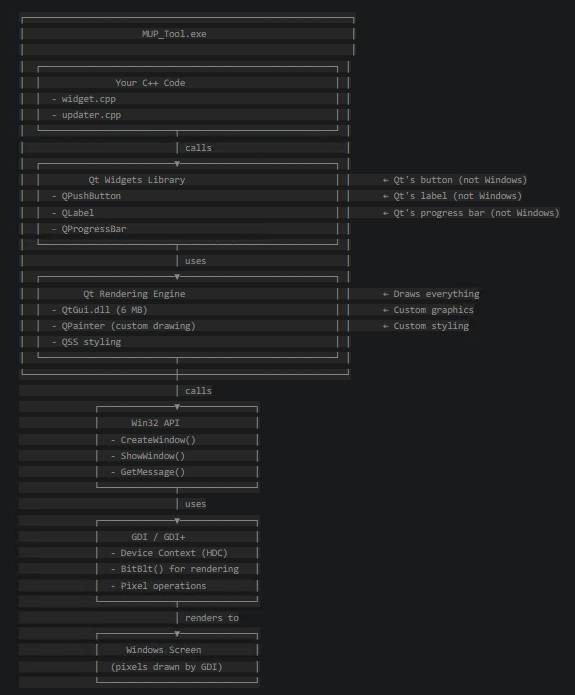 MUP_Tool.exe
Your C++ Code
- widget.cpp
- updater.cpp
calls
Qt Widgets Library ← Qt's button (not Windows)
- QPushButton ← Qt's label (not Windows)
- QLabel ← Qt's progress bar (not Windows)
- QProgressBar
uses
Qt Rendering Engine ← Draws everything
- QtGui.dll (6 MB) ← Custom graphics
- QPainter (custom drawing) ← Custom styling
- QSS styling
calls
Win32 API
- CreateWindow()
- ShowWindow()
- GetMessage()
uses
GDI / GDI+
- Device Context (HDC)
- BitBlt() for rendering
- Pixel operations
renders to
Windows Screen
(pixels drawn by GDI)